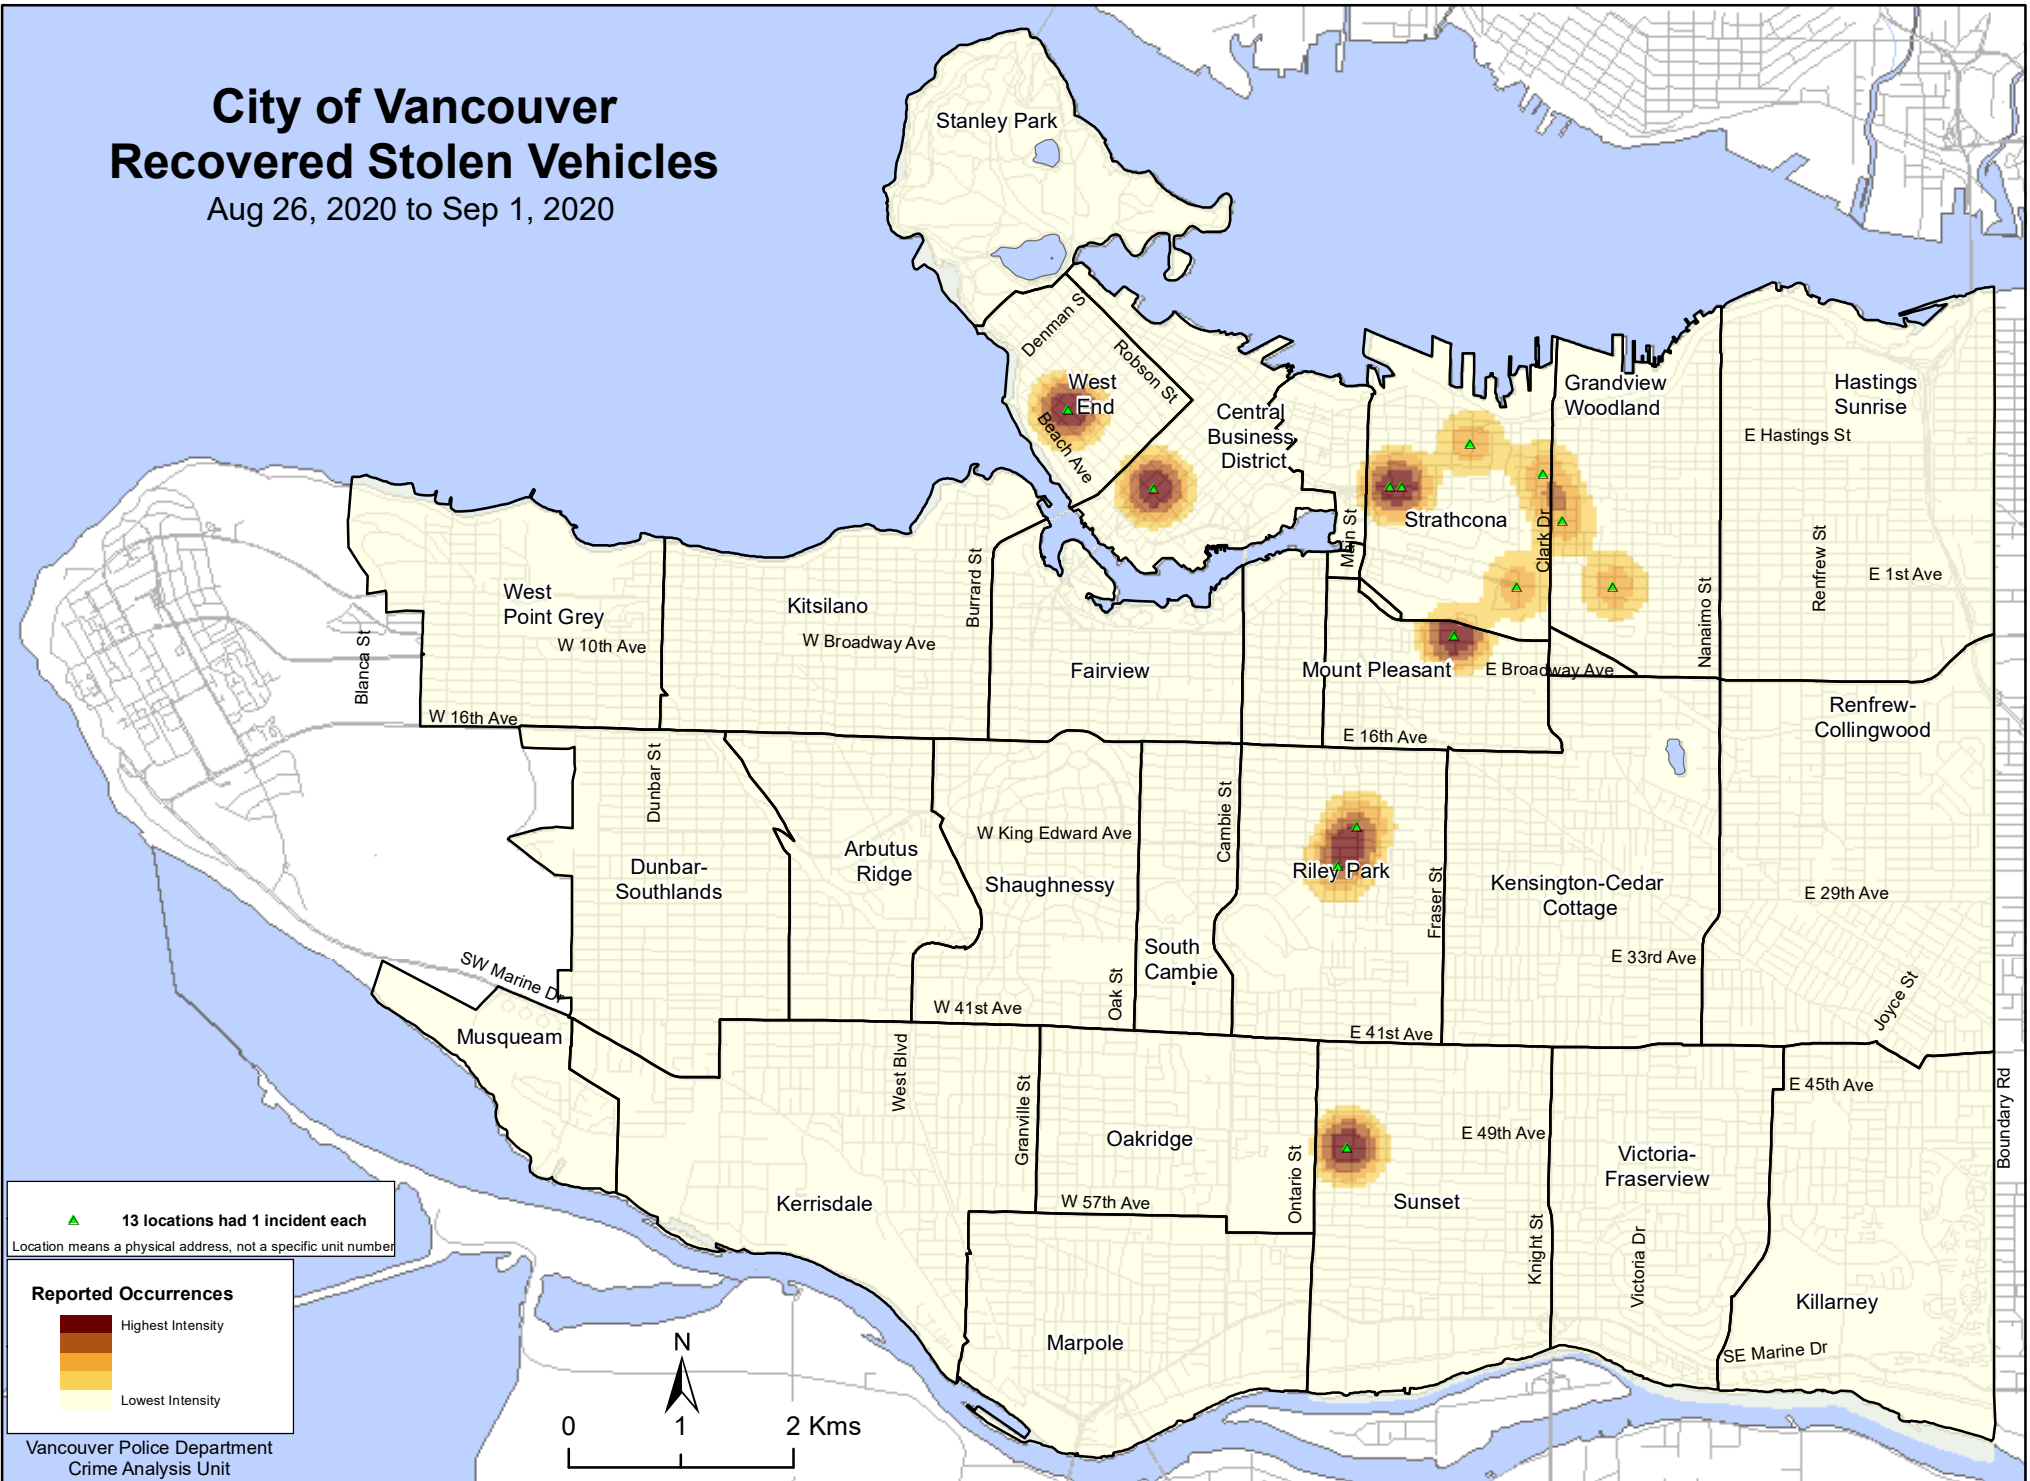 City of Vancouver
Recovered Stolen Vehicles
Aug 26, 2020 to Sep 1, 2020
Stanley Park
Denman S
Robson St
West
End
Beach Ave
Central
Business
District
Grandview
Woodland
Hastings
Sunrise
E Hastings St
Main St
Strathcona
Clark Dr
Nanaimo St
Renfrew St
E 1st Ave
West
Point Grey
W 10th Ave
Blanca St
Kitsilano
W Broadway Ave
Burrard St
Fairview
Mount Pleasant
E Broadway Ave
Renfrew-
Collingwood
W 16th Ave
E 16th Ave
Dunbar St
Dunbar-
Southlands
Arbutus
Ridge
W King Edward Ave
Shaughnessy
Cambie St
Riley Park
Fraser St
Kensington-Cedar
Cottage
E 29th Ave
South
Cambie
E 33rd Ave
SW Marine Dr
Oak St
W 41st Ave
E 41st Ave
Joyce St
Musqueam
West Blvd
Granville St
Oakridge
Ontario St
E 49th Ave
Victoria-
Fraserview
E 45th Ave
Boundary Rd
Kerrisdale
W 57th Ave
Sunset
Knight St
Victoria Dr
Killarney
Marpole
SE Marine Dr
13 locations had 1 incident each
Location means a physical address, not a specific unit number
Reported Occurrences
Highest Intensity
Lowest Intensity
N
0 1 2 Kms
Vancouver Police Department
Crime Analysis Unit